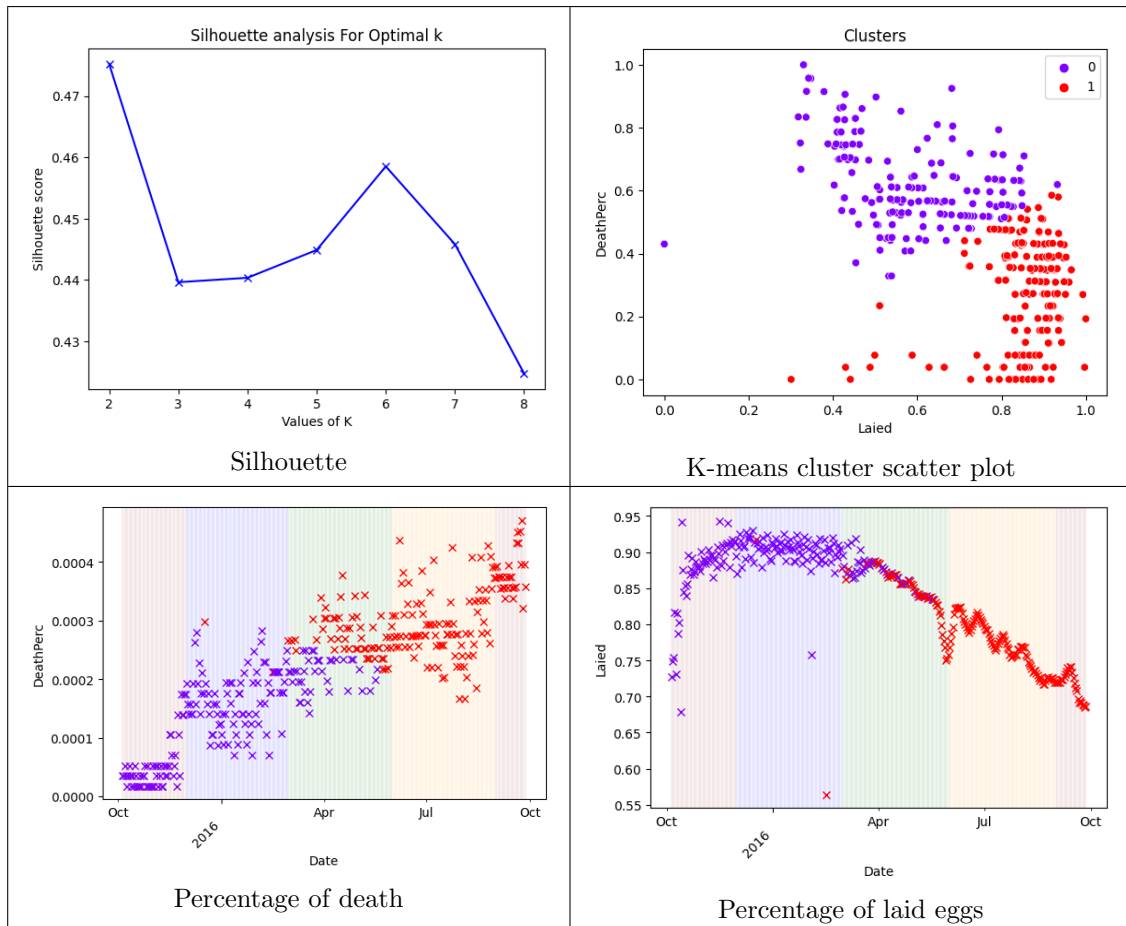 Silhouette analysis For Optimal k
Silhouette score
0.47
0.46
0.45
0.44
0.43
2 3 4 5 6 7 8
Values of K
Silhouette
Clusters
0
1
DeathPerc
1.0
0.8
0.6
0.4
0.2
0.0
0.0 0.2 0.4 0.6 0.8 1.0
Laied
K-means cluster scatter plot
DeathPerc
0.0004
0.0003
0.0002
0.0001
0.0000
Oct Apr Jul Oct
2016
Date
Percentage of death
Laied
0.95
0.90
0.85
0.80
0.75
0.70
0.65
0.60
0.55
Oct Apr Jul Oct
2016
Date
Percentage of laid eggs